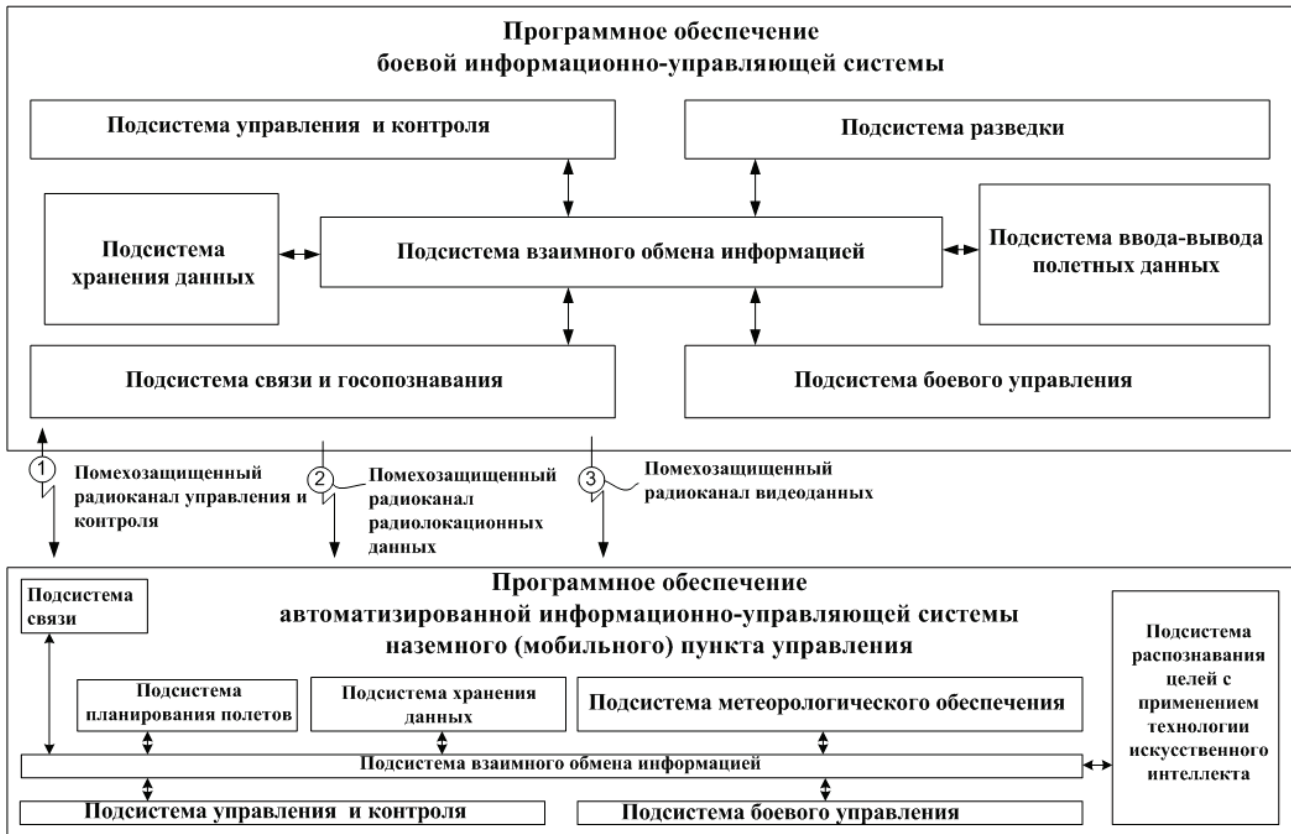 Программное обеспечение
боевой информационно-управляющей системы
Подсистема управления и контроля
Подсистема разведки
Подсистема
хранения данных
Подсистема взаимного обмена информацией
Подсистема ввода-вывода
полетных данных
Подсистема связи и госопознавания
Подсистема боевого управления
1
Помехозащищенный
радиоканал управления и
контроля
2
Помехозащищенный
радиоканал
радиолокационных
данных
3
Помехозащищенный
радиоканал видеоданных
Программное обеспечение
автоматизированной информационно-управляющей системы
наземного (мобильного) пункта управления
Подсистема
связи
Подсистема
планирования полетов
Подсистема хранения
данных
Подсистема метеорологического обеспечения
Подсистема
распознавания
целей с
применением
технологии
искусственного
интеллекта
Подсистема взаимного обмена информацией
Подсистема управления и контроля
Подсистема боевого управления